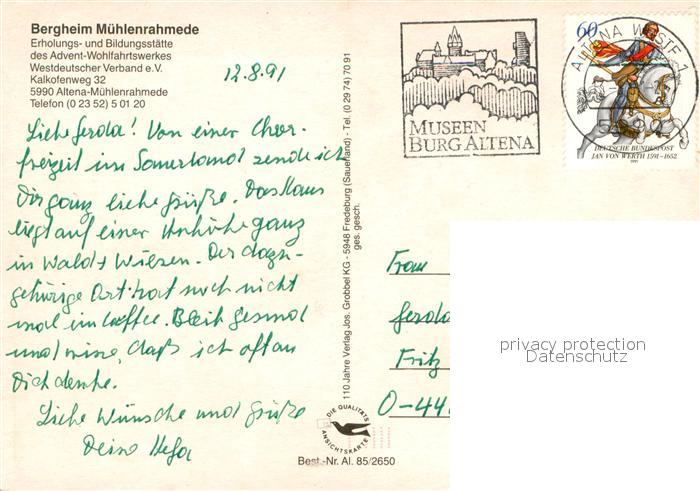 Bergheim Mühlenrahmede
Erholungs- und Bildungsstätte
des Advent-Wohlfahrtswerkes
Westdeutscher Verband e.V.
Kalkofenweg 32
5990 Altena-Mühlenrahmede
Telefon (0 23 52) 5 01 20
12.8.91
Liebe Gerda! Von einer Chor-
freizeit im Sauerland sende ich
Dir ganz liebe Grüße. Das Haus
liegt auf einer Anhöhe ganz
in Wald + Wiesen. Der dazu-
gehörige Ort hat noch nicht
mal ein Caffee. Bleib gesund
und wisse, daß ich oft an
Dich denke.
Liebe Wünsche und Grüße
Deine
110 Jahre Verlag Jos. Grobbel KG - 5948 Fredeburg (Sauerland) - Tel. (0 29 74) 70 91
ges. gesch.
MUSEEN
BURG ALTENA
ALTENA, WESTF 1
60
DEUTSCHE BUNDESPOST
JAN VON WERTH 1591-1652
1991
Frau
Gerda
Fritz
O-44
privacy protection
Datenschutz
DIE QUALITÄTS
ANSICHTSKARTE
Best.-Nr. Al. 85/2650